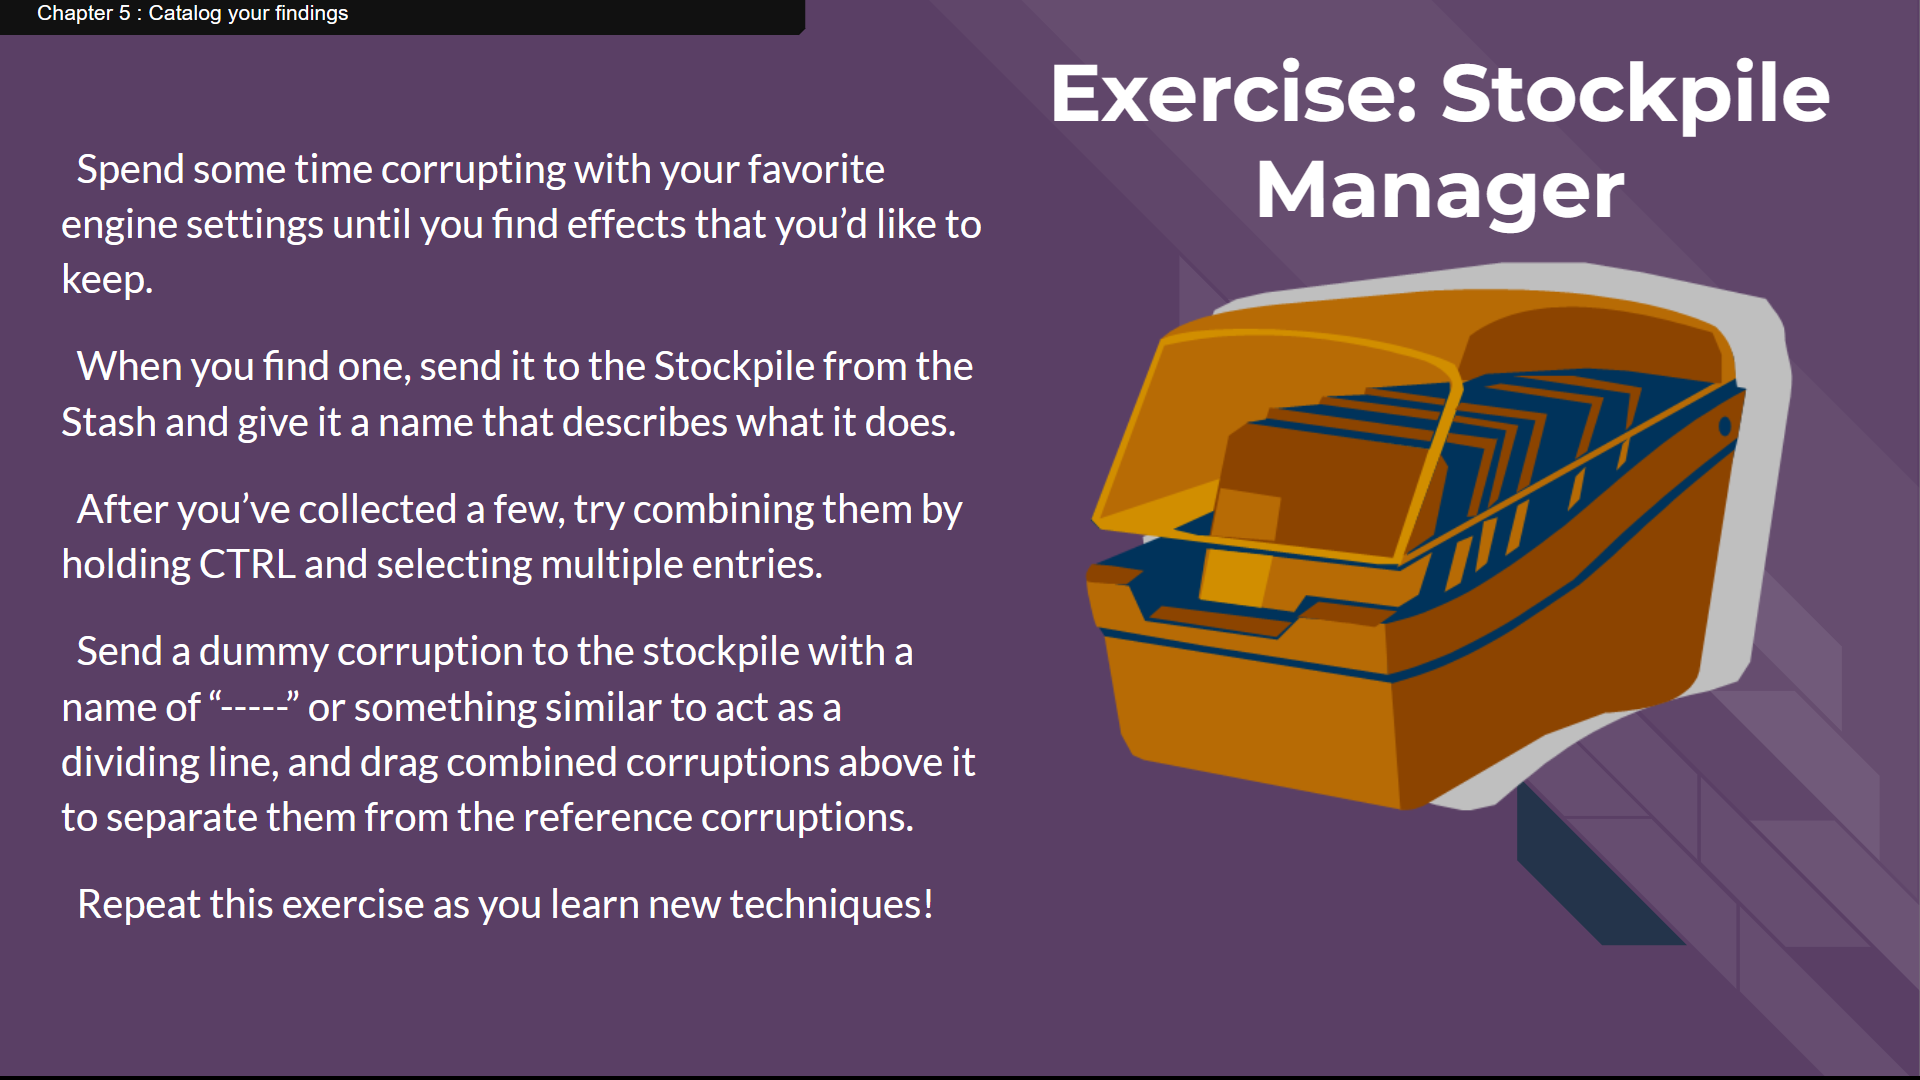 Chapter 5 : Catalog your findings
Exercise: Stockpile
Manager
Spend some time corrupting with your favorite
engine settings until you find effects that you’d like to
keep.
When you find one, send it to the Stockpile from the
Stash and give it a name that describes what it does.
After you’ve collected a few, try combining them by
holding CTRL and selecting multiple entries.
Send a dummy corruption to the stockpile with a
name of “-----” or something similar to act as a
dividing line, and drag combined corruptions above it
to separate them from the reference corruptions.
Repeat this exercise as you learn new techniques!